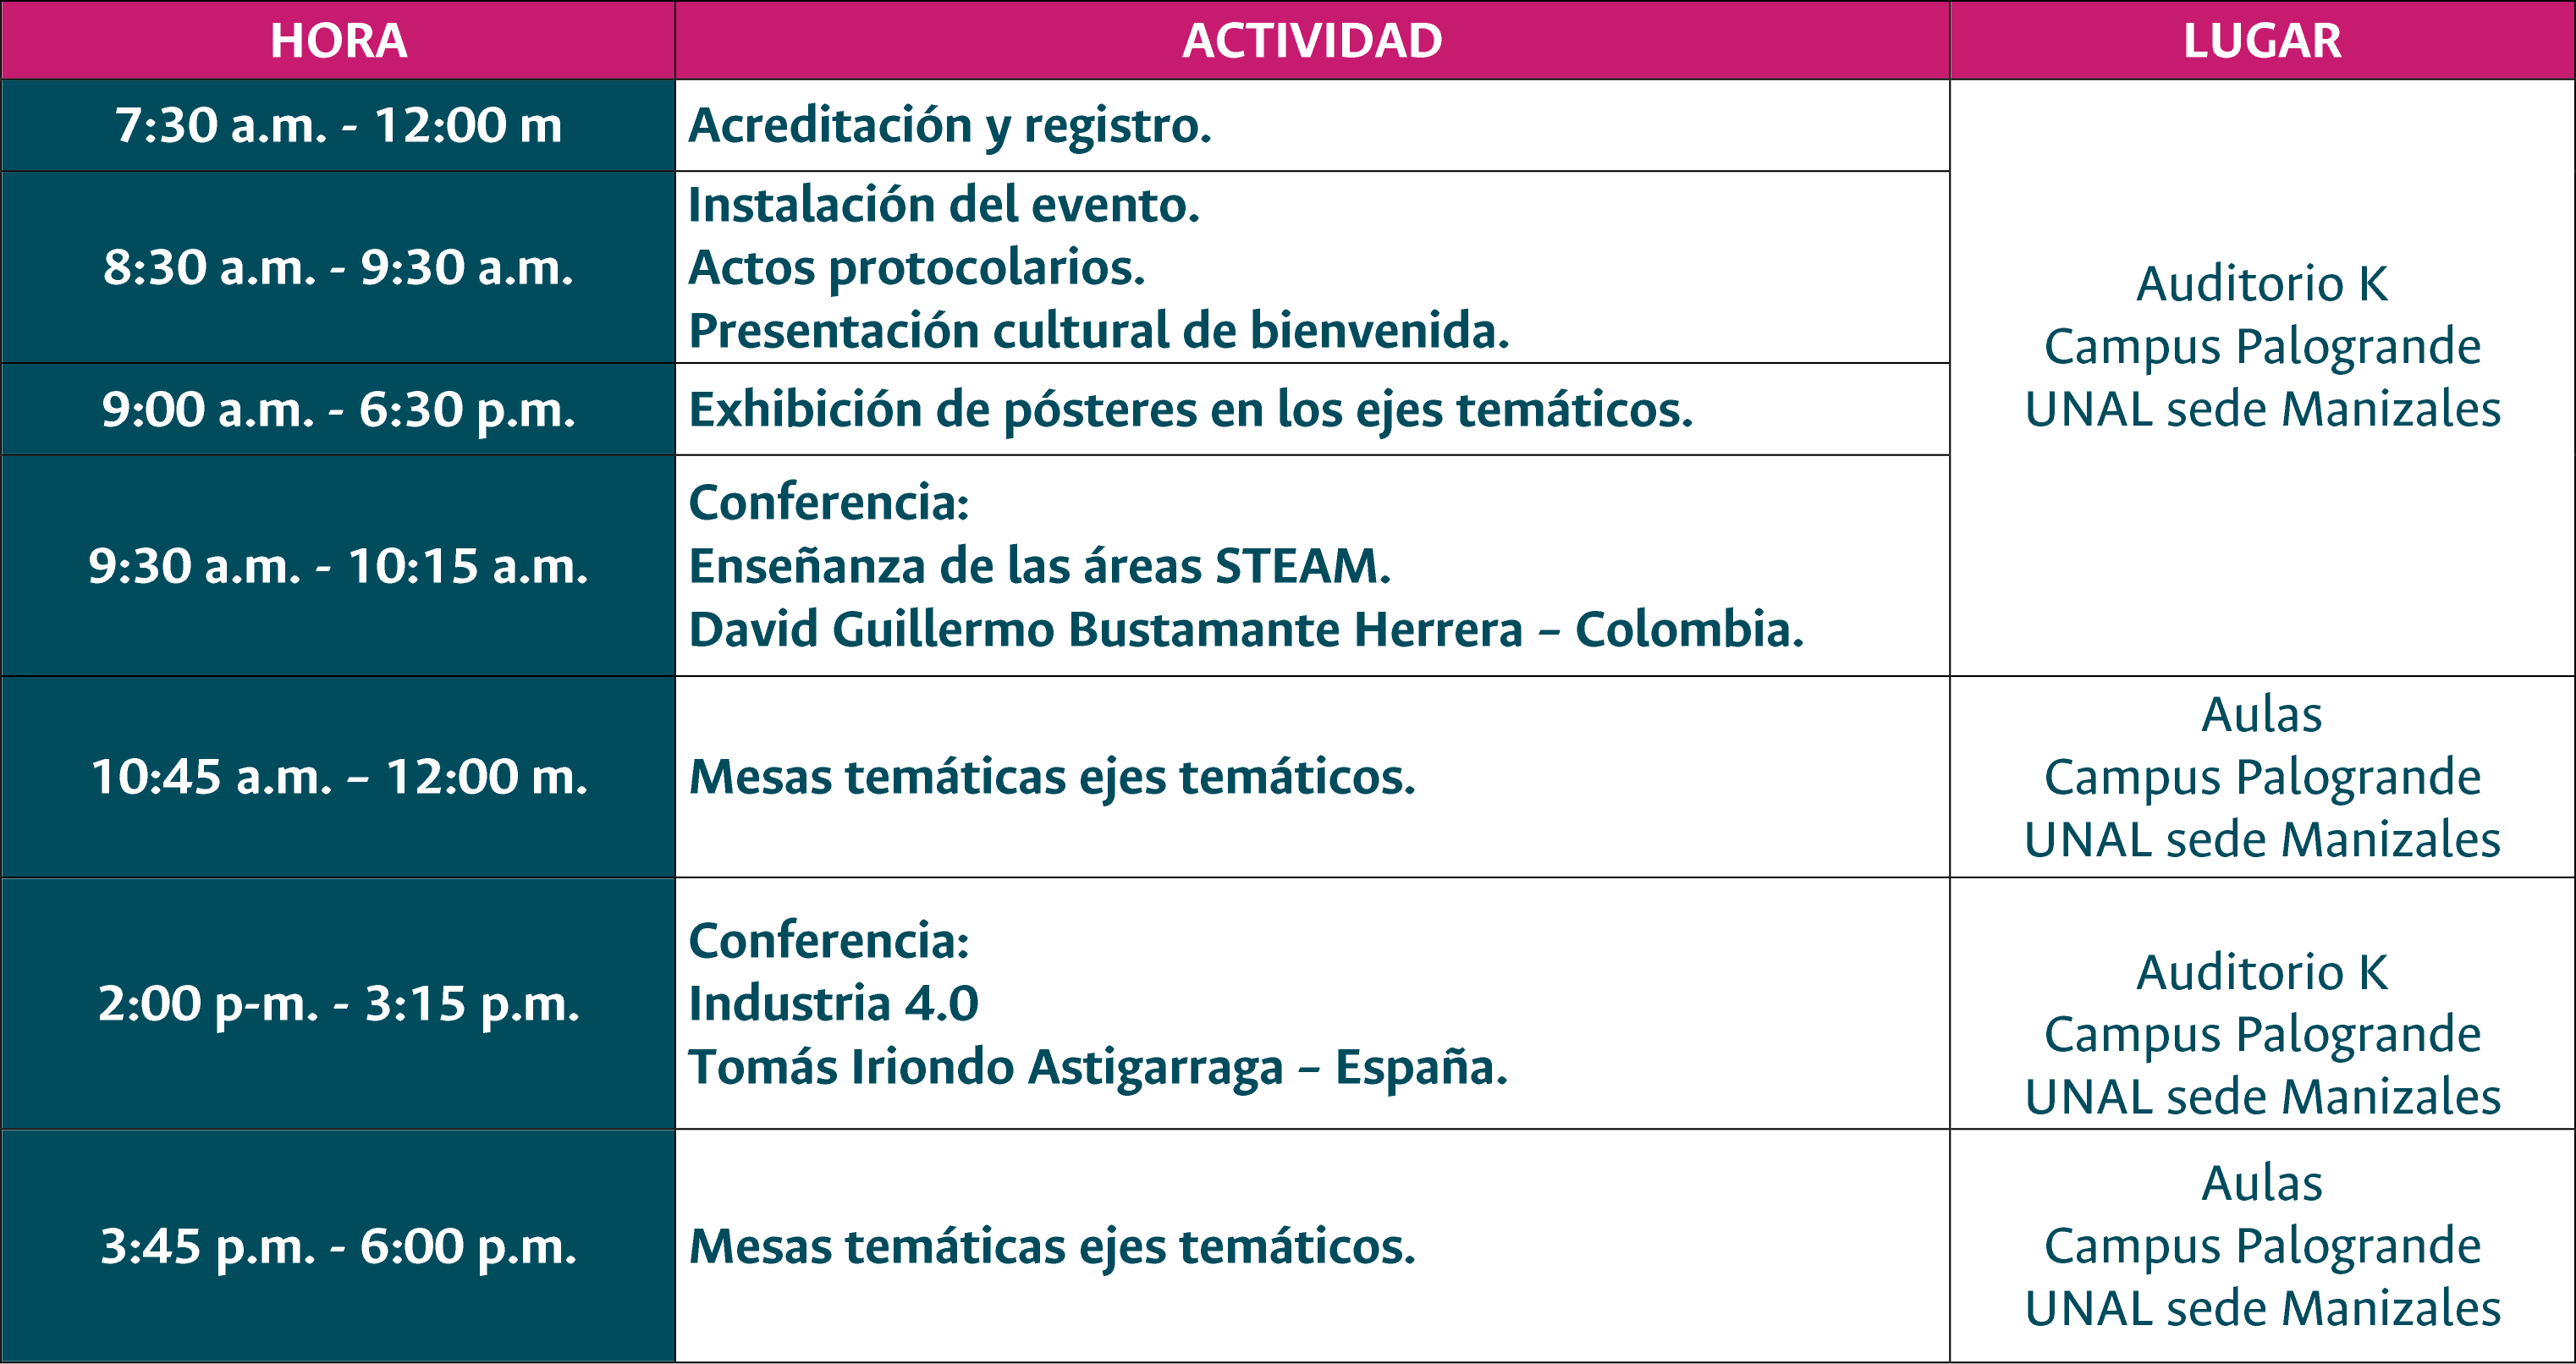 HORA ACTIVIDAD LUGAR
7:30 a.m. - 12:00 m
Acreditación y registro.
8:30 a.m. - 9:30 a.m.
Instalación del evento.
Actos protocolarios.
Presentación cultural de bienvenida.
9:00 a.m. - 6:30 p.m.
Exhibición de pósteres en los ejes temáticos.
9:30 a.m. - 10:15 a.m.
Conferencia:
Enseñanza de las áreas STEAM.
David Guillermo Bustamante Herrera – Colombia.
Auditorio K
Campus Palogrande
UNAL sede Manizales
10:45 a.m. – 12:00 m.
Mesas temáticas ejes temáticos.
Aulas
Campus Palogrande
UNAL sede Manizales
2:00 p-m. - 3:15 p.m.
Conferencia:
Industria 4.0
Tomás Iriondo Astigarraga – España.
Auditorio K
Campus Palogrande
UNAL sede Manizales
3:45 p.m. - 6:00 p.m.
Mesas temáticas ejes temáticos.
Aulas
Campus Palogrande
UNAL sede Manizales